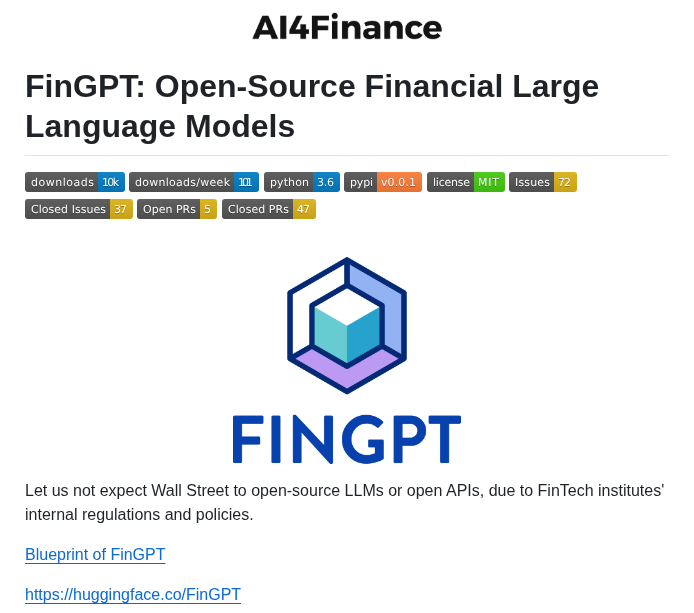 AI4Finance
FinGPT: Open-Source Financial Large
Language Models
downloads 10k downloads/week 101 python 3.6 pypi v0.0.1 license MIT Issues 72
Closed Issues 37 Open PRs 5 Closed PRs 47
FINGPT
Let us not expect Wall Street to open-source LLMs or open APIs, due to FinTech institutes'
internal regulations and policies.
Blueprint of FinGPT
https://huggingface.co/FinGPT